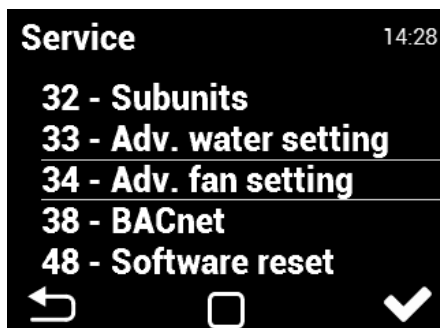 Service 14:28
32 - Subunits
33 - Adv. water setting
34 - Adv. fan setting
38 - BACnet
48 - Software reset